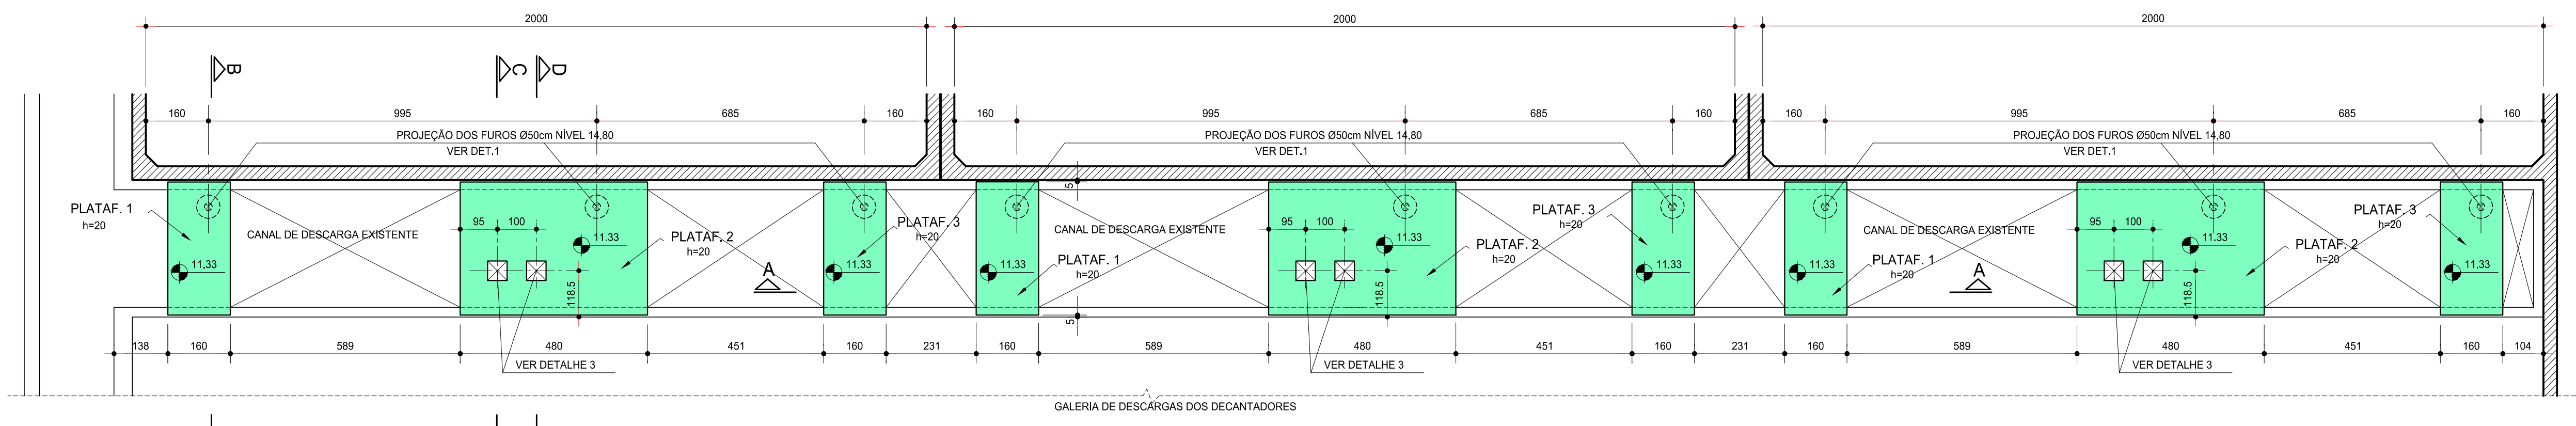 2000
2000
2000
B
C
D
160
995
685
160
160
995
685
160
160
995
685
160
PROJEÇÃO DOS FUROS Ø50cm NÍVEL 14,80
VER DET.1
PROJEÇÃO DOS FUROS Ø50cm NÍVEL 14,80
VER DET.1
PROJEÇÃO DOS FUROS Ø50cm NÍVEL 14,80
VER DET.1
5
PLATAF. 1
h=20
CANAL DE DESCARGA EXISTENTE
95
100
11.33
PLATAF. 2
h=20
PLATAF. 3
h=20
11,33
118.5
A
11,33
11,33
CANAL DE DESCARGA EXISTENTE
PLATAF. 1
h=20
95
100
11.33
PLATAF. 2
h=20
PLATAF. 3
h=20
118.5
11,33
11,33
CANAL DE DESCARGA EXISTENTE
PLATAF. 1
h=20
A
95
100
11.33
PLATAF. 2
h=20
PLATAF. 3
h=20
118.5
11,33
5
138
160
589
480
451
160
231
160
589
480
451
160
231
160
589
480
451
160
104
VER DETALHE 3
VER DETALHE 3
VER DETALHE 3
GALERIA DE DESCARGAS DOS DECANTADORES